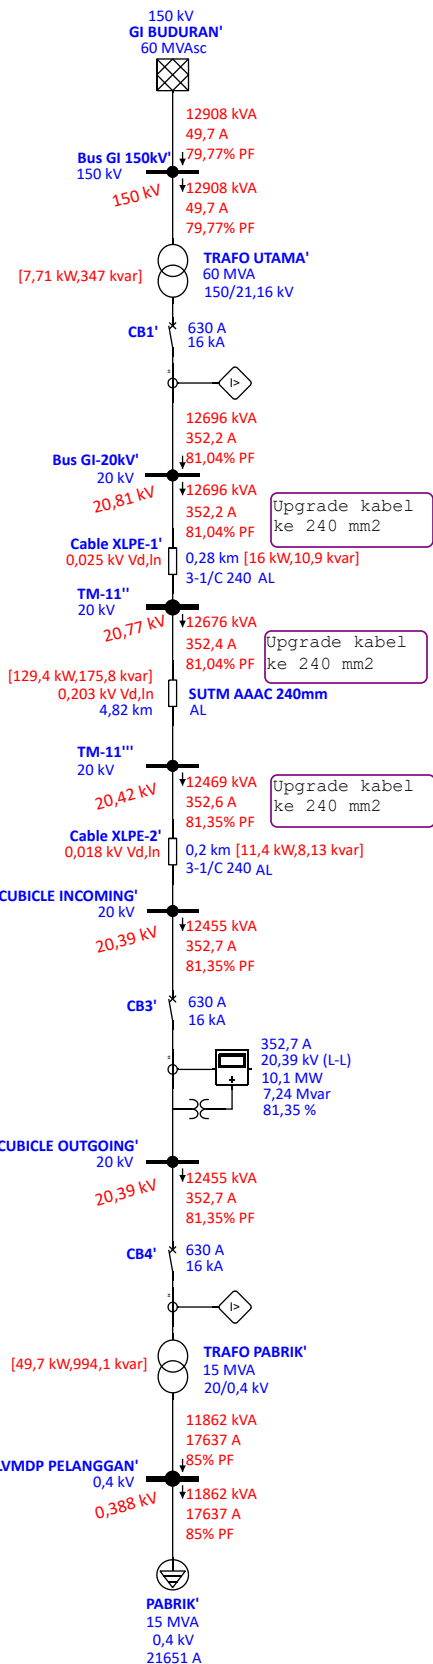 150 kV
GI BUDURAN'
60 MVAsc
12908 kVA
49,7 A
79,77% PF
Bus GI 150kV'
150 kV
150 kV
12908 kVA
49,7 A
79,77% PF
TRAFO UTAMA'
60 MVA
150/21,16 kV
[7,71 kW,347 kvar]
CB1'
630 A
16 kA
I>
12696 kVA
352,2 A
81,04% PF
Bus GI-20kV'
20 kV
20,81 kV
12696 kVA
352,2 A
81,04% PF
Upgrade kabel
ke 240 mm2
Cable XLPE-1'
0,025 kV Vd,ln
0,28 km [16 kW,10,9 kvar]
3-1/C 240 AL
TM-11''
20 kV
20,77 kV
12676 kVA
352,4 A
81,04% PF
Upgrade kabel
ke 240 mm2
[129,4 kW,175,8 kvar]
0,203 kV Vd,ln
4,82 km
SUTM AAAC 240mm
AL
TM-11'''
20 kV
20,42 kV
12469 kVA
352,6 A
81,35% PF
Upgrade kabel
ke 240 mm2
Cable XLPE-2'
0,018 kV Vd,ln
0,2 km [11,4 kW,8,13 kvar]
3-1/C 240 AL
CUBICLE INCOMING'
20 kV
20,39 kV
12455 kVA
352,7 A
81,35% PF
CB3'
630 A
16 kA
352,7 A
20,39 kV (L-L)
10,1 MW
7,24 Mvar
81,35 %
CUBICLE OUTGOING'
20 kV
20,39 kV
12455 kVA
352,7 A
81,35% PF
CB4'
630 A
16 kA
I>
TRAFO PABRIK'
15 MVA
20/0,4 kV
[49,7 kW,994,1 kvar]
11862 kVA
17637 A
85% PF
LVMDP PELANGGAN'
0,4 kV
0,388 kV
11862 kVA
17637 A
85% PF
PABRIK'
15 MVA
0,4 kV
21651 A